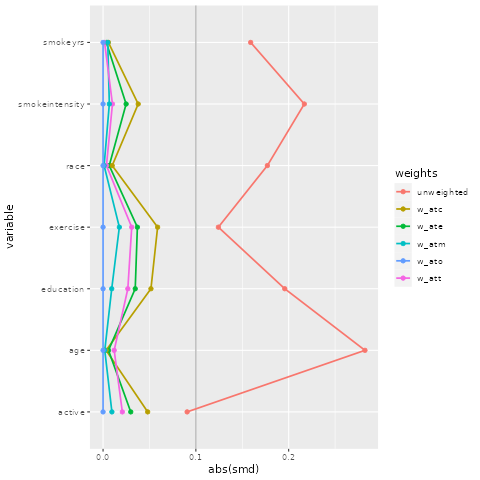 smokeyrs
smokeintensity
race
exercise
education
age
active
variable
0.0 0.1 0.2
abs(smd)
weights
unweighted
w_atc
w_ate
w_atm
w_ato
w_att